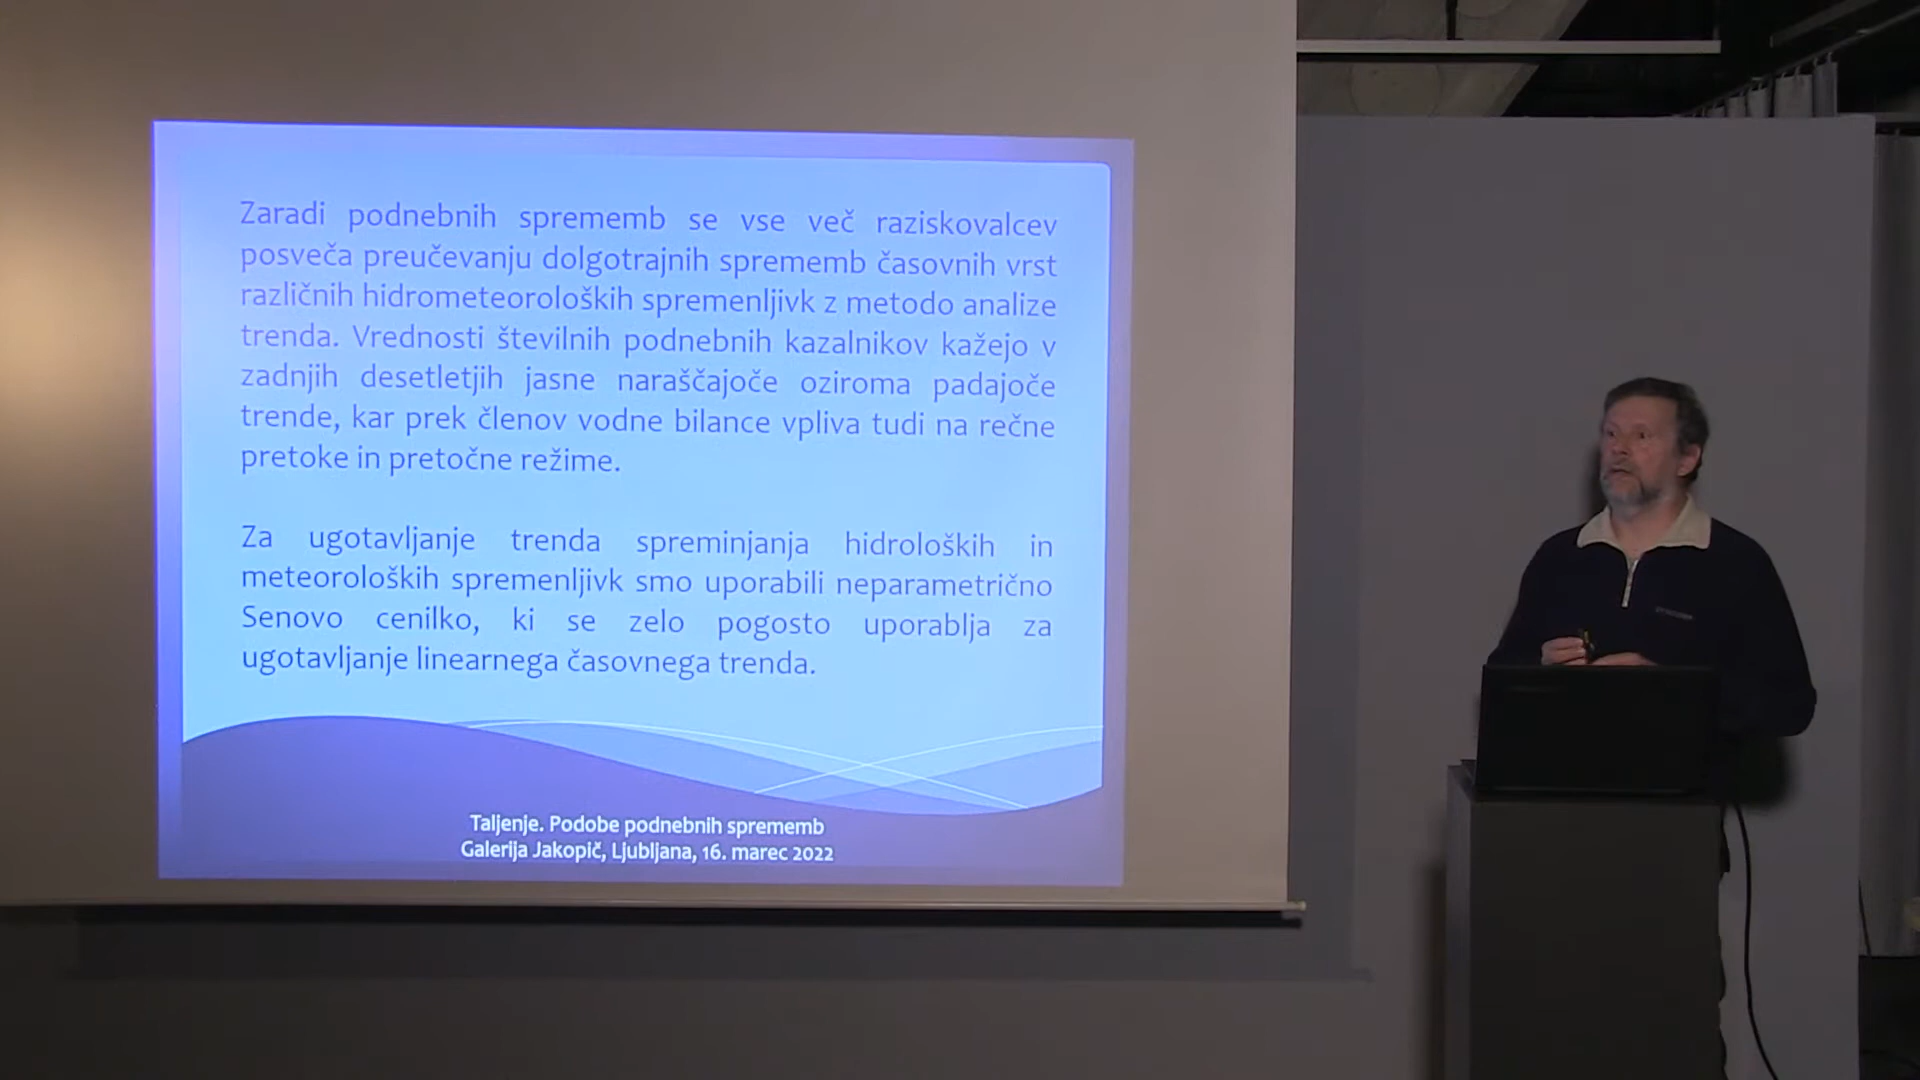 Zaradi podnebnih sprememb se vse več raziskovalcev
posveča preučevanju dolgotrajnih sprememb časovnih vrst
različnih hidrometeoroloških spremenljivk z metodo analize
trenda. Vrednosti številnih podnebnih kazalnikov kažejo v
zadnjih desetletjih jasne naraščajoče oziroma padajoče
trende, kar prek členov vodne bilance vpliva tudi na rečne
pretoke in pretočne režime.
Za ugotavljanje trenda spreminjanja hidroloških in
meteoroloških spremenljivk smo uporabili neparametrično
Senovo cenilko, ki se zelo pogosto uporablja za
ugotavljanje linearnega časovnega trenda.
Taljenje. Podobe podnebnih sprememb
Galerija Jakopič, Ljubljana, 16. marec 2022